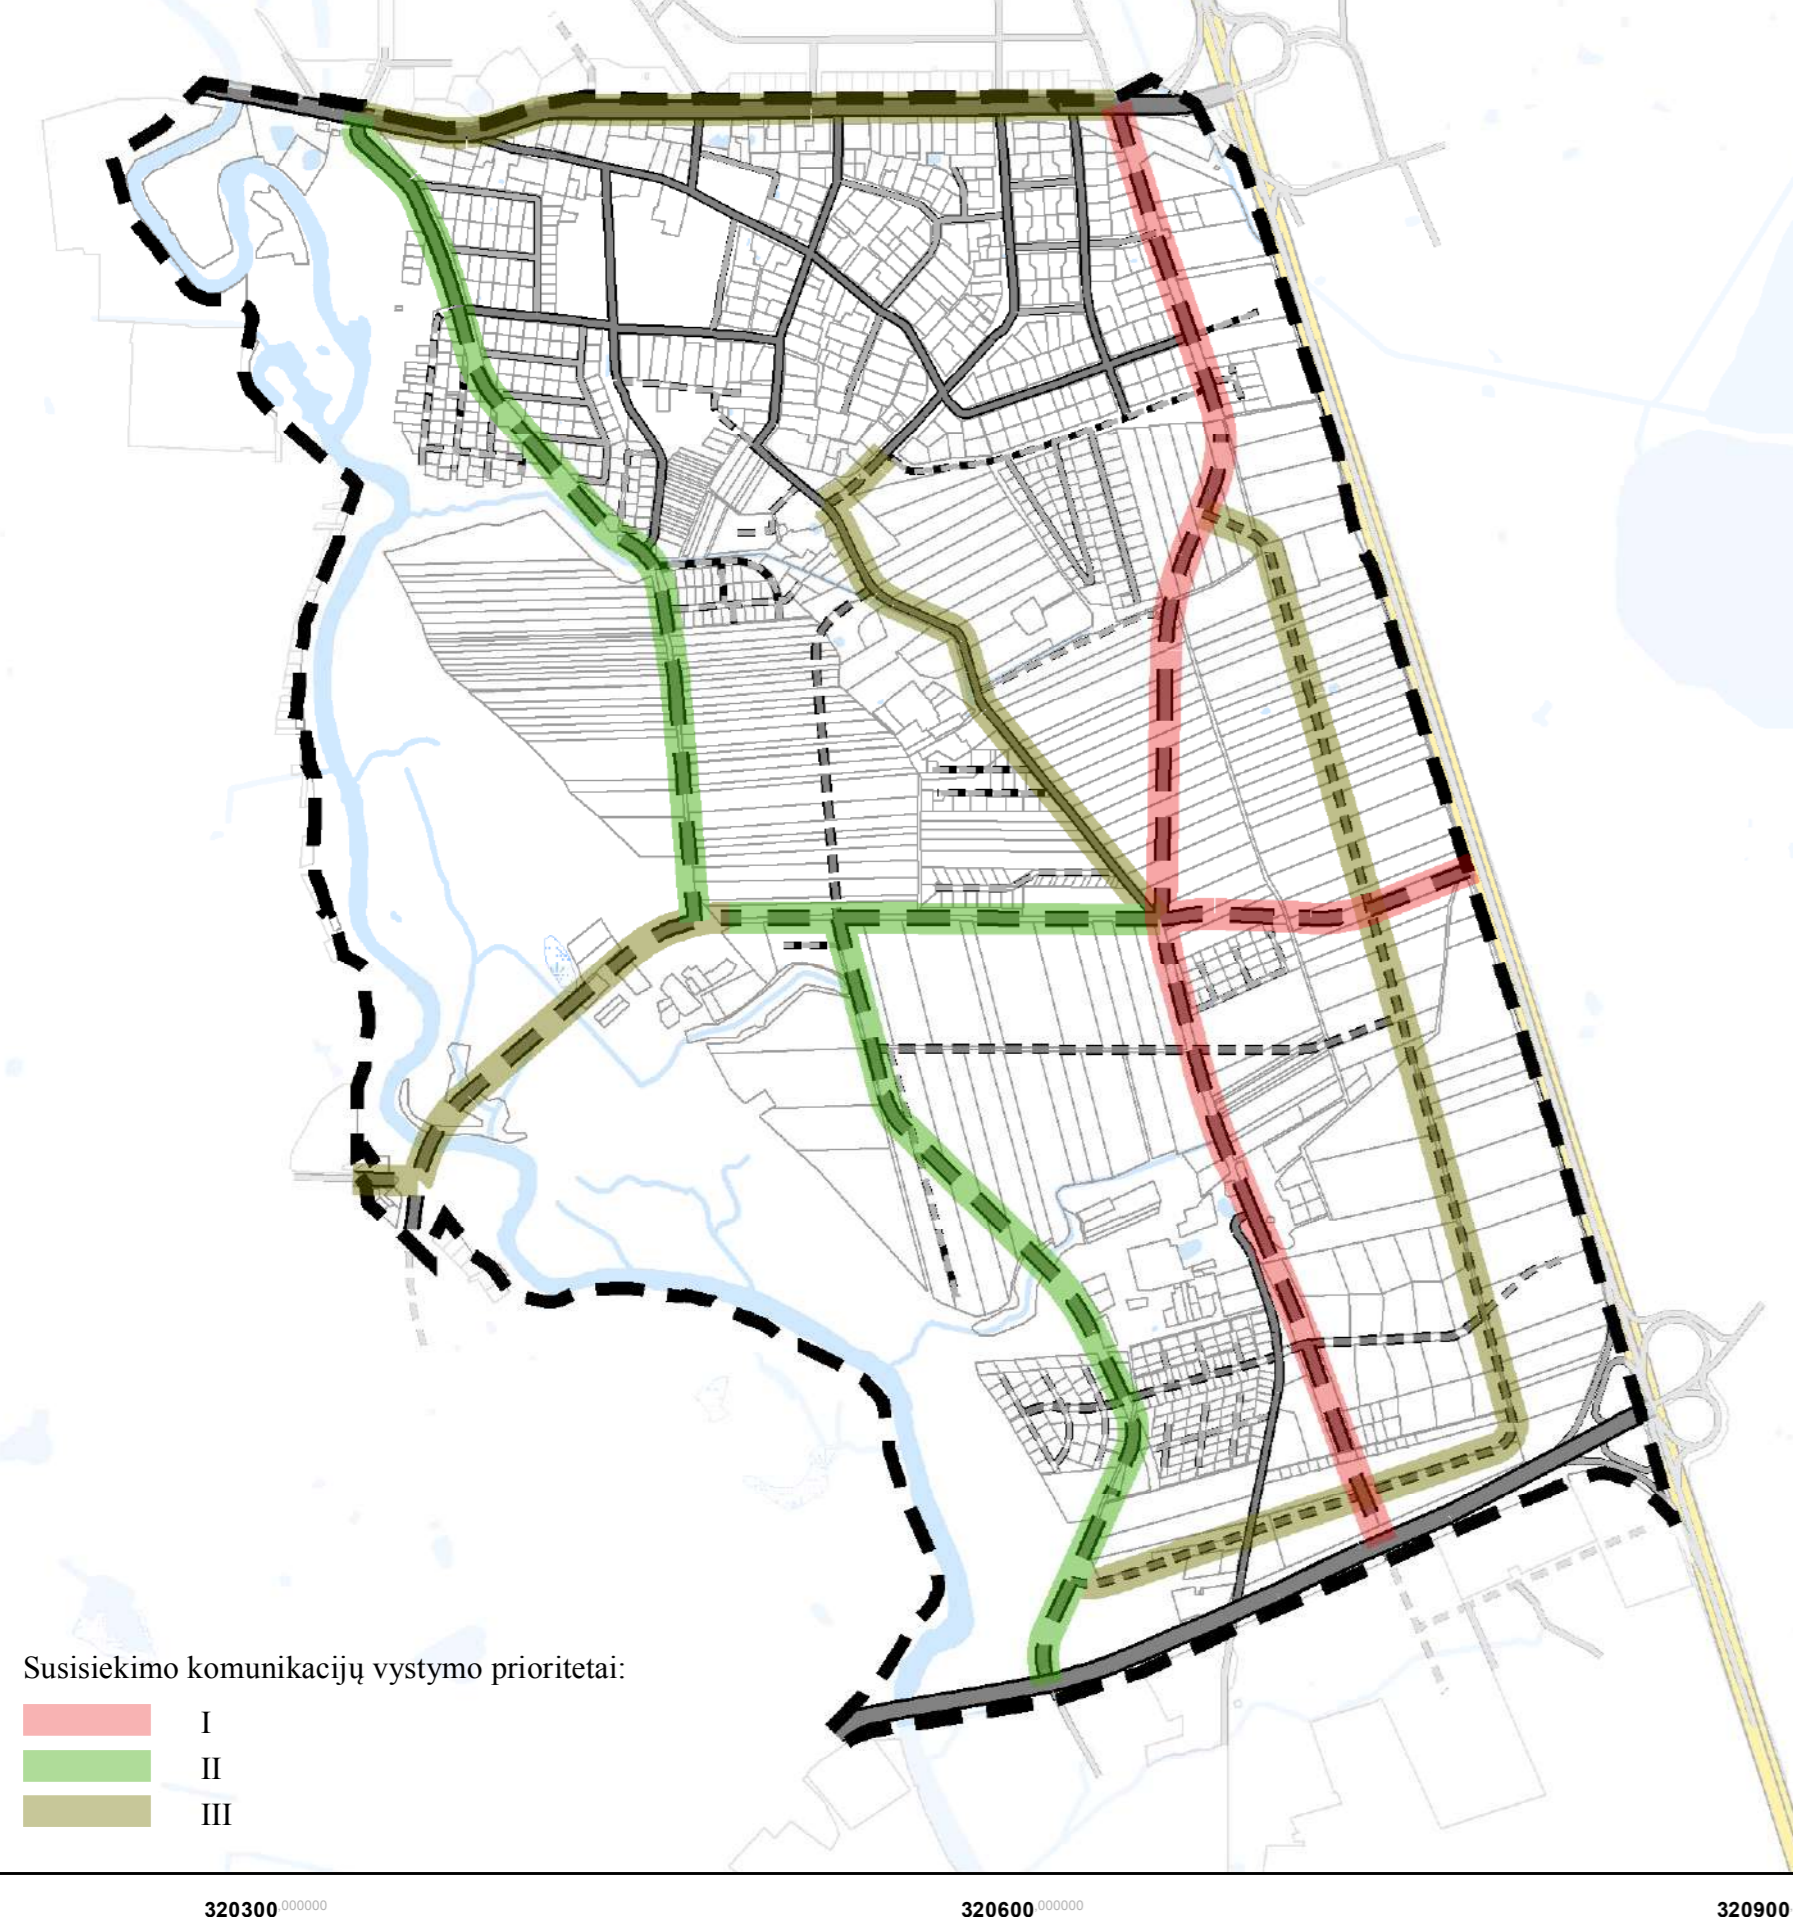 Susisiekimo komunikacijų vystymo prioritetai:
I
II
III
320300,000000
320600,000000
320900